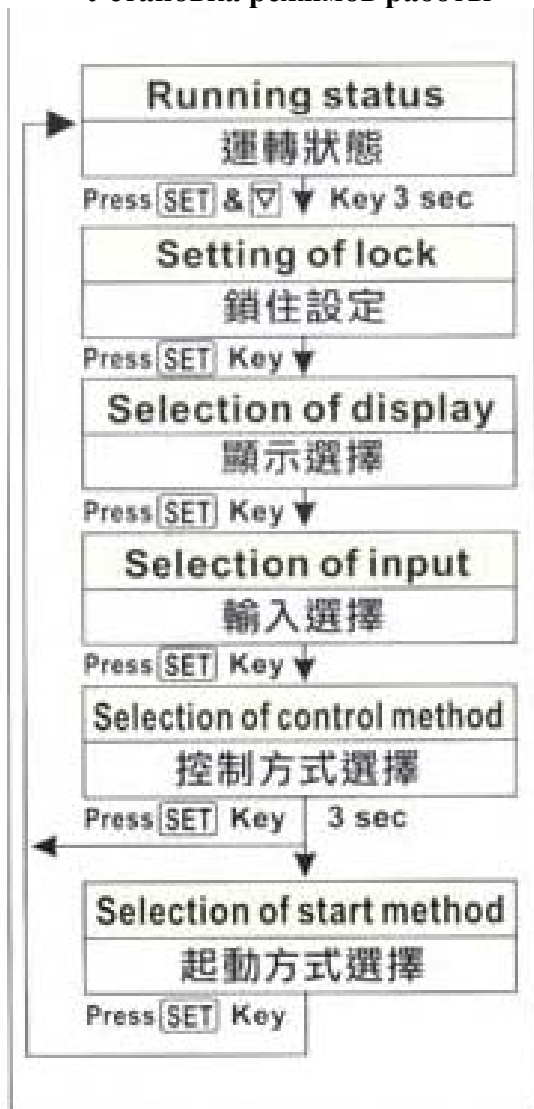 Установка режимов работы
Running status
運轉狀態
Press SET & ▽ ▼ Key 3 sec
Setting of lock
鎖住設定
Press SET Key ▼
Selection of display
顯示選擇
Press SET Key ▼
Selection of input
輸入選擇
Press SET Key ▼
Selection of control method
控制方式選擇
Press SET Key 3 sec
Selection of start method
起動方式選擇
Press SET Key